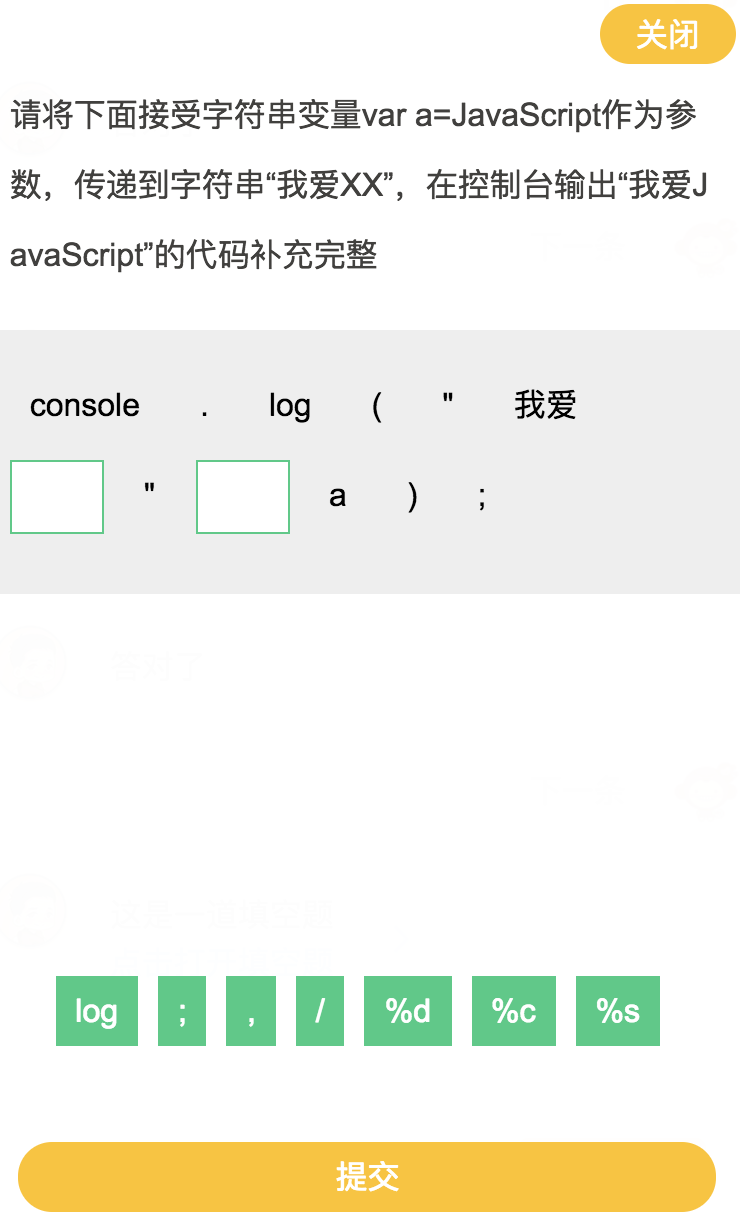 关闭
请将下面接受字符串变量var a=JavaScript作为参
数，传递到字符串“我爱XX”，在控制台输出“我爱J
avaScript”的代码补充完整
console . log ( " 我爱
" a ) ;
log ; , / %d %c %s
提交